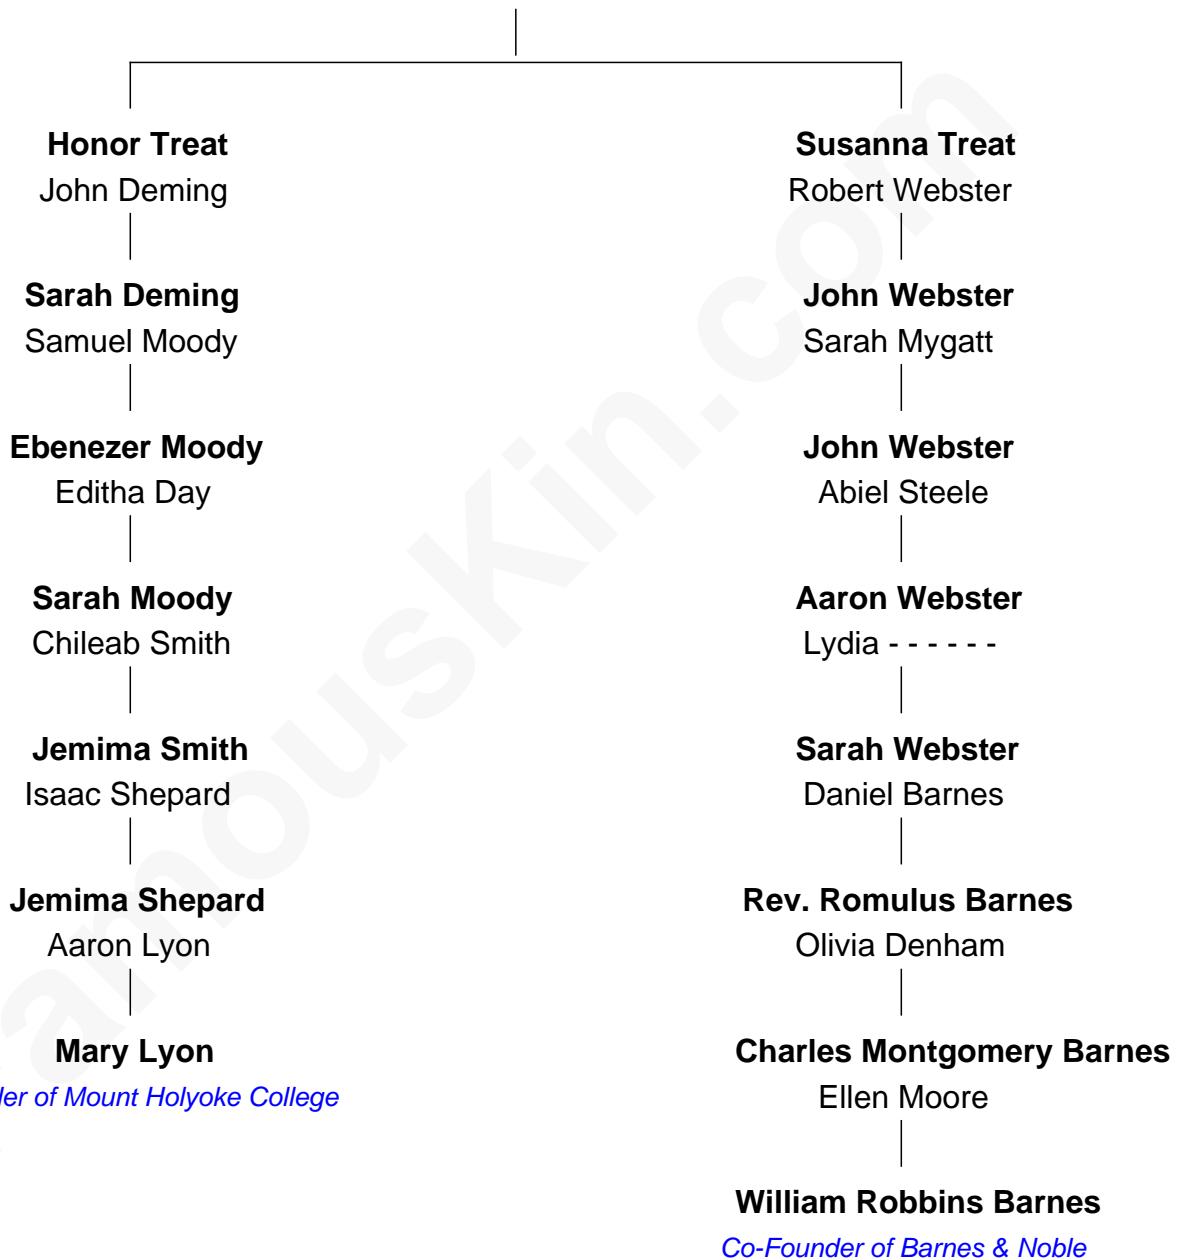 Honor Treat
John Deming
Sarah Deming
Samuel Moody
Ebenezer Moody
Editha Day
Sarah Moody
Chileab Smith
Jemima Smith
Isaac Shepard
Jemima Shepard
Aaron Lyon
Mary Lyon
der of Mount Holyoke College
Susanna Treat
Robert Webster
John Webster
Sarah Mygatt
John Webster
Abiel Steele
Aaron Webster
Lydia - - - - - -
Sarah Webster
Daniel Barnes
Rev. Romulus Barnes
Olivia Denham
Charles Montgomery Barnes
Ellen Moore
William Robbins Barnes
Co-Founder of Barnes & Noble
amouskin.com